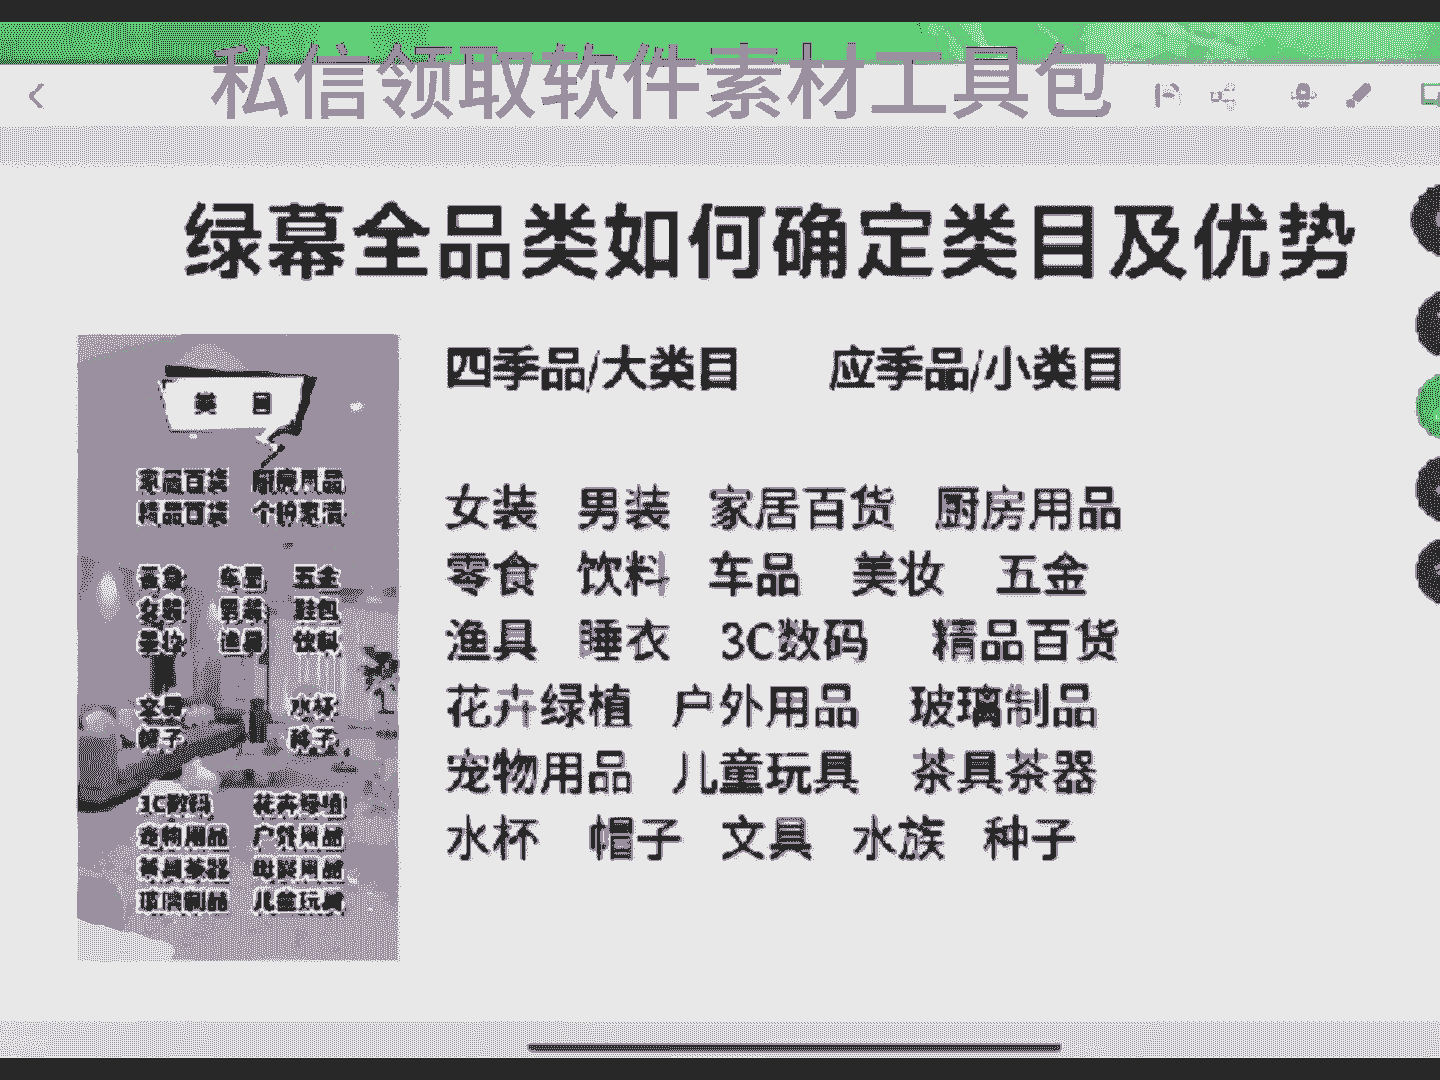 私信领取软件素材工具包
绿幕全品类如何确定类目及优势
四季品/大类目 应季品/小类目
女装 男装 家居百货 厨房用品
零食 饮料 车品 美妆 五金
渔具 睡衣 3C数码 精品百货
花卉绿植 户外用品 玻璃制品
宠物用品 儿童玩具 茶具茶器
水杯 帽子 文具 水族 种子
类 目
家居百货 厨房用品
精品百货 个护家清
零食 车品 五金
女装 男装 鞋包
美妆 渔具 饮料
文具 水杯
帽子 种子
3C数码 花卉绿植
宠物用品 户外用品
茶具茶器 母婴用品
玻璃制品 儿童玩具